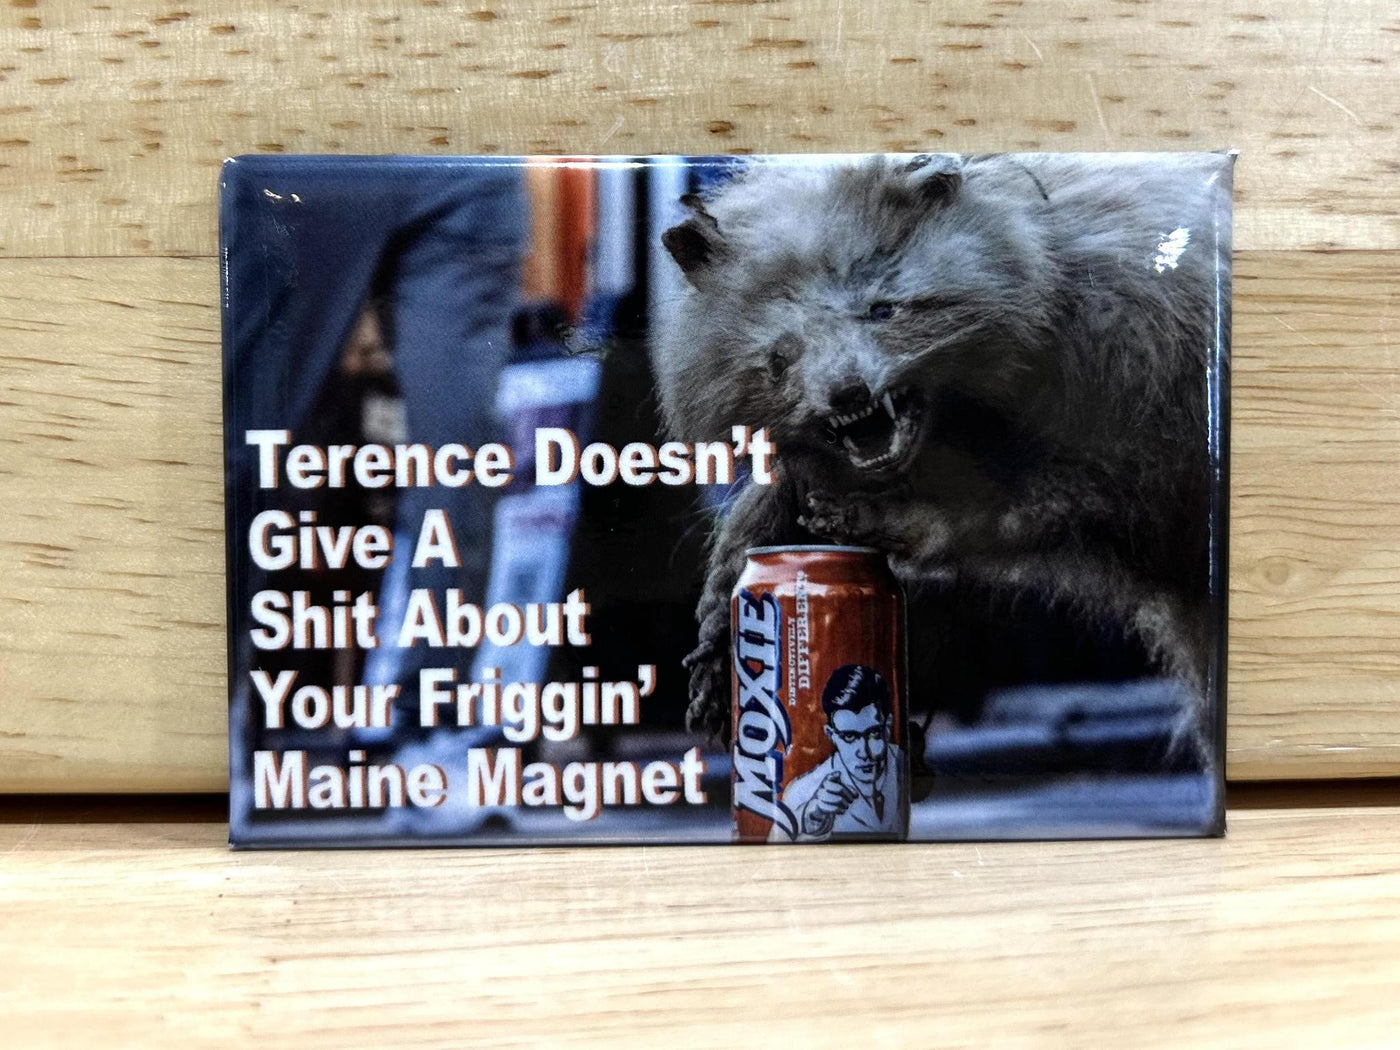 Terence Doesn't
Give A
Shit About
Your Friggin'
Maine Magnet
MOXIE
DISTINCTIVELY
DIFFERENT!